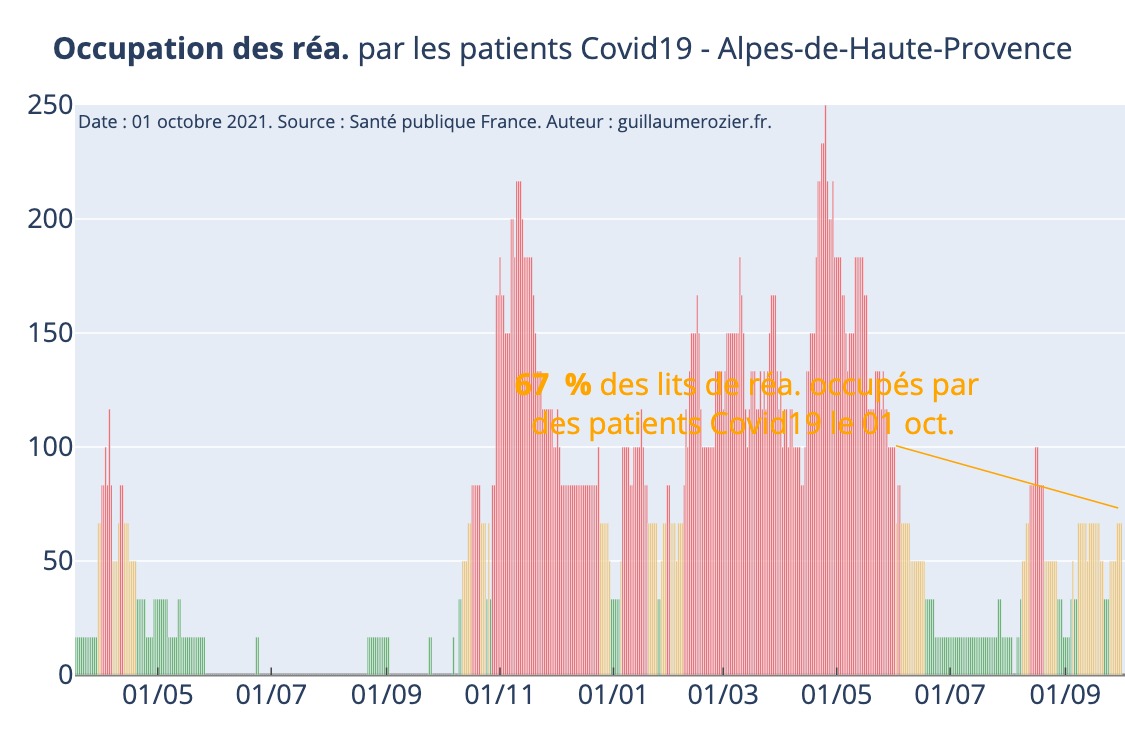 Occupation des réa. par les patients Covid19 - Alpes-de-Haute-Provence
250
Date : 01 octobre 2021. Source : Santé publique France. Auteur : guillaumerozier.fr.
200
150
67 % des lits de réa. occupés par
des patients Covid19 le 01 oct.
100
50
0
01/05 01/07 01/09 01/11 01/01 01/03 01/05 01/07 01/09